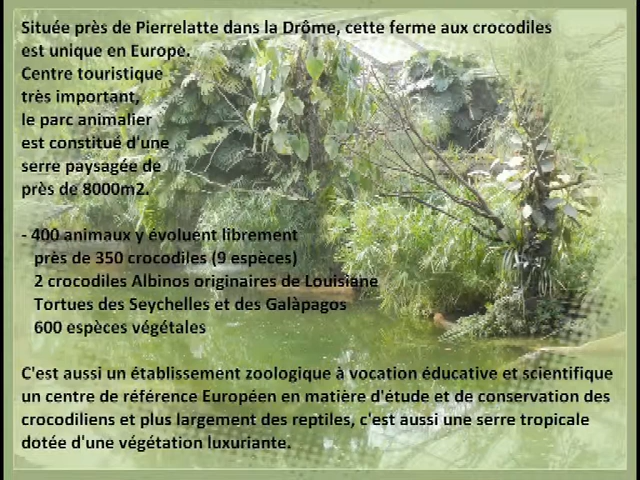 Située près de Pierrelatte dans la Drôme, cette ferme aux crocodiles
est unique en Europe.
Centre touristique
très important,
le parc animalier
est constitué d'une
serre paysagée de
près de 8000m2.
- 400 animaux y évoluent librement
près de 350 crocodiles (9 espèces)
2 crocodiles Albinos originaires de Louisiane
Tortues des Seychelles et des Galàpagos
600 espèces végétales
C'est aussi un établissement zoologique à vocation éducative et scientifique
un centre de référence Européen en matière d'étude et de conservation des
crocodiliens et plus largement des reptiles, c'est aussi une serre tropicale
dotée d'une végétation luxuriante.